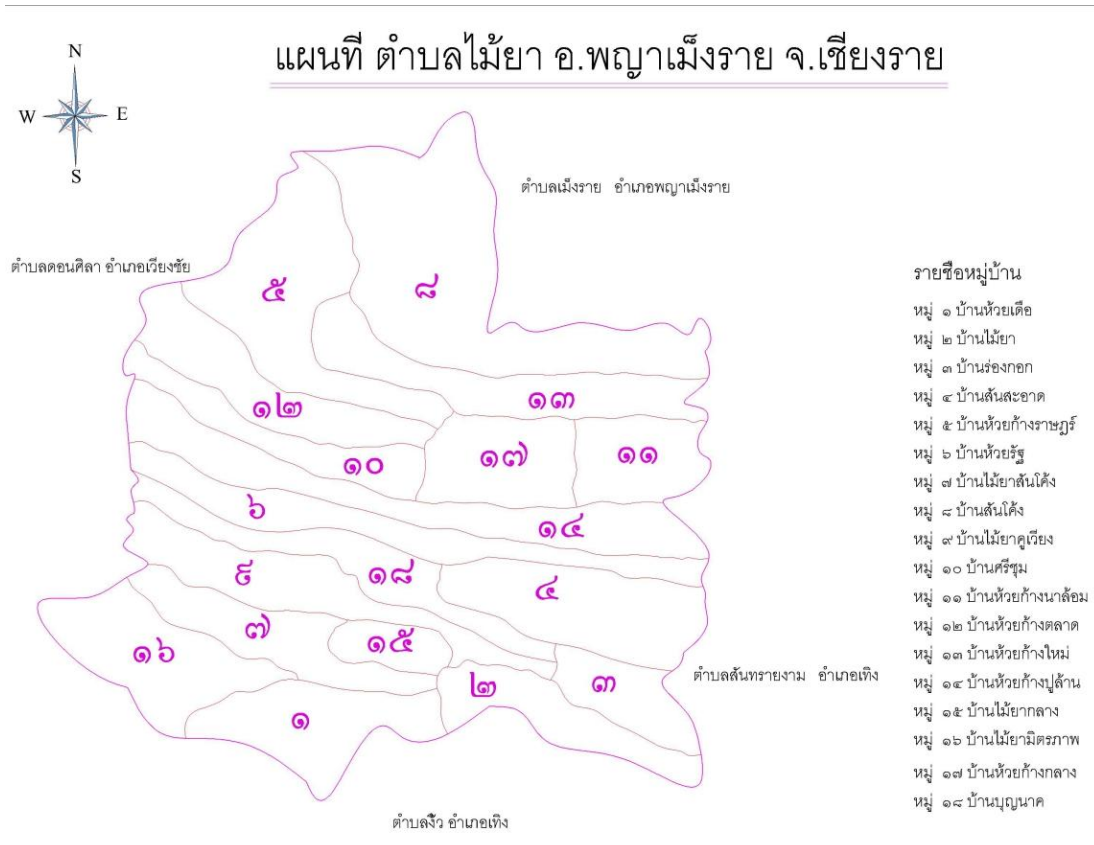 แผนที่ ตำบลไม้ยา อ.พญาเม็งราย จ.เชียงราย
N
W
E
S
ตำบลเม็งราย อำเภอพญาเม็งราย
ตำบลดอนศิลา อำเภอเวียงชัย
๕
๘
๑๒
๑๓
๑๐
๑๗
๑๑
๖
๑๔
๙
๑๘
๔
๗
๑๕
๑๖
๒
๓
๑
ตำบลสันทรายงาม อำเภอเทิง
ตำบลงิ้ว อำเภอเทิง
รายชื่อหมู่บ้าน
หมู่ ๑ บ้านห้วยเดื่อ
หมู่ ๒ บ้านไม้ยา
หมู่ ๓ บ้านร่องกอก
หมู่ ๔ บ้านสันสะอาด
หมู่ ๕ บ้านห้วยก้างราษฎร์
หมู่ ๖ บ้านห้วยรัฐ
หมู่ ๗ บ้านไม้ยาสันโค้ง
หมู่ ๘ บ้านสันโค้ง
หมู่ ๙ บ้านไม้ยาคูเวียง
หมู่ ๑๐ บ้านศรีชุม
หมู่ ๑๑ บ้านห้วยก้างนาล้อม
หมู่ ๑๒ บ้านห้วยก้างตลาด
หมู่ ๑๓ บ้านห้วยก้างใหม่
หมู่ ๑๔ บ้านห้วยก้างปูล้าน
หมู่ ๑๕ บ้านไม้ยากลาง
หมู่ ๑๖ บ้านไม้ยามิตรภาพ
หมู่ ๑๗ บ้านห้วยก้างกลาง
หมู่ ๑๘ บ้านบุญนาค